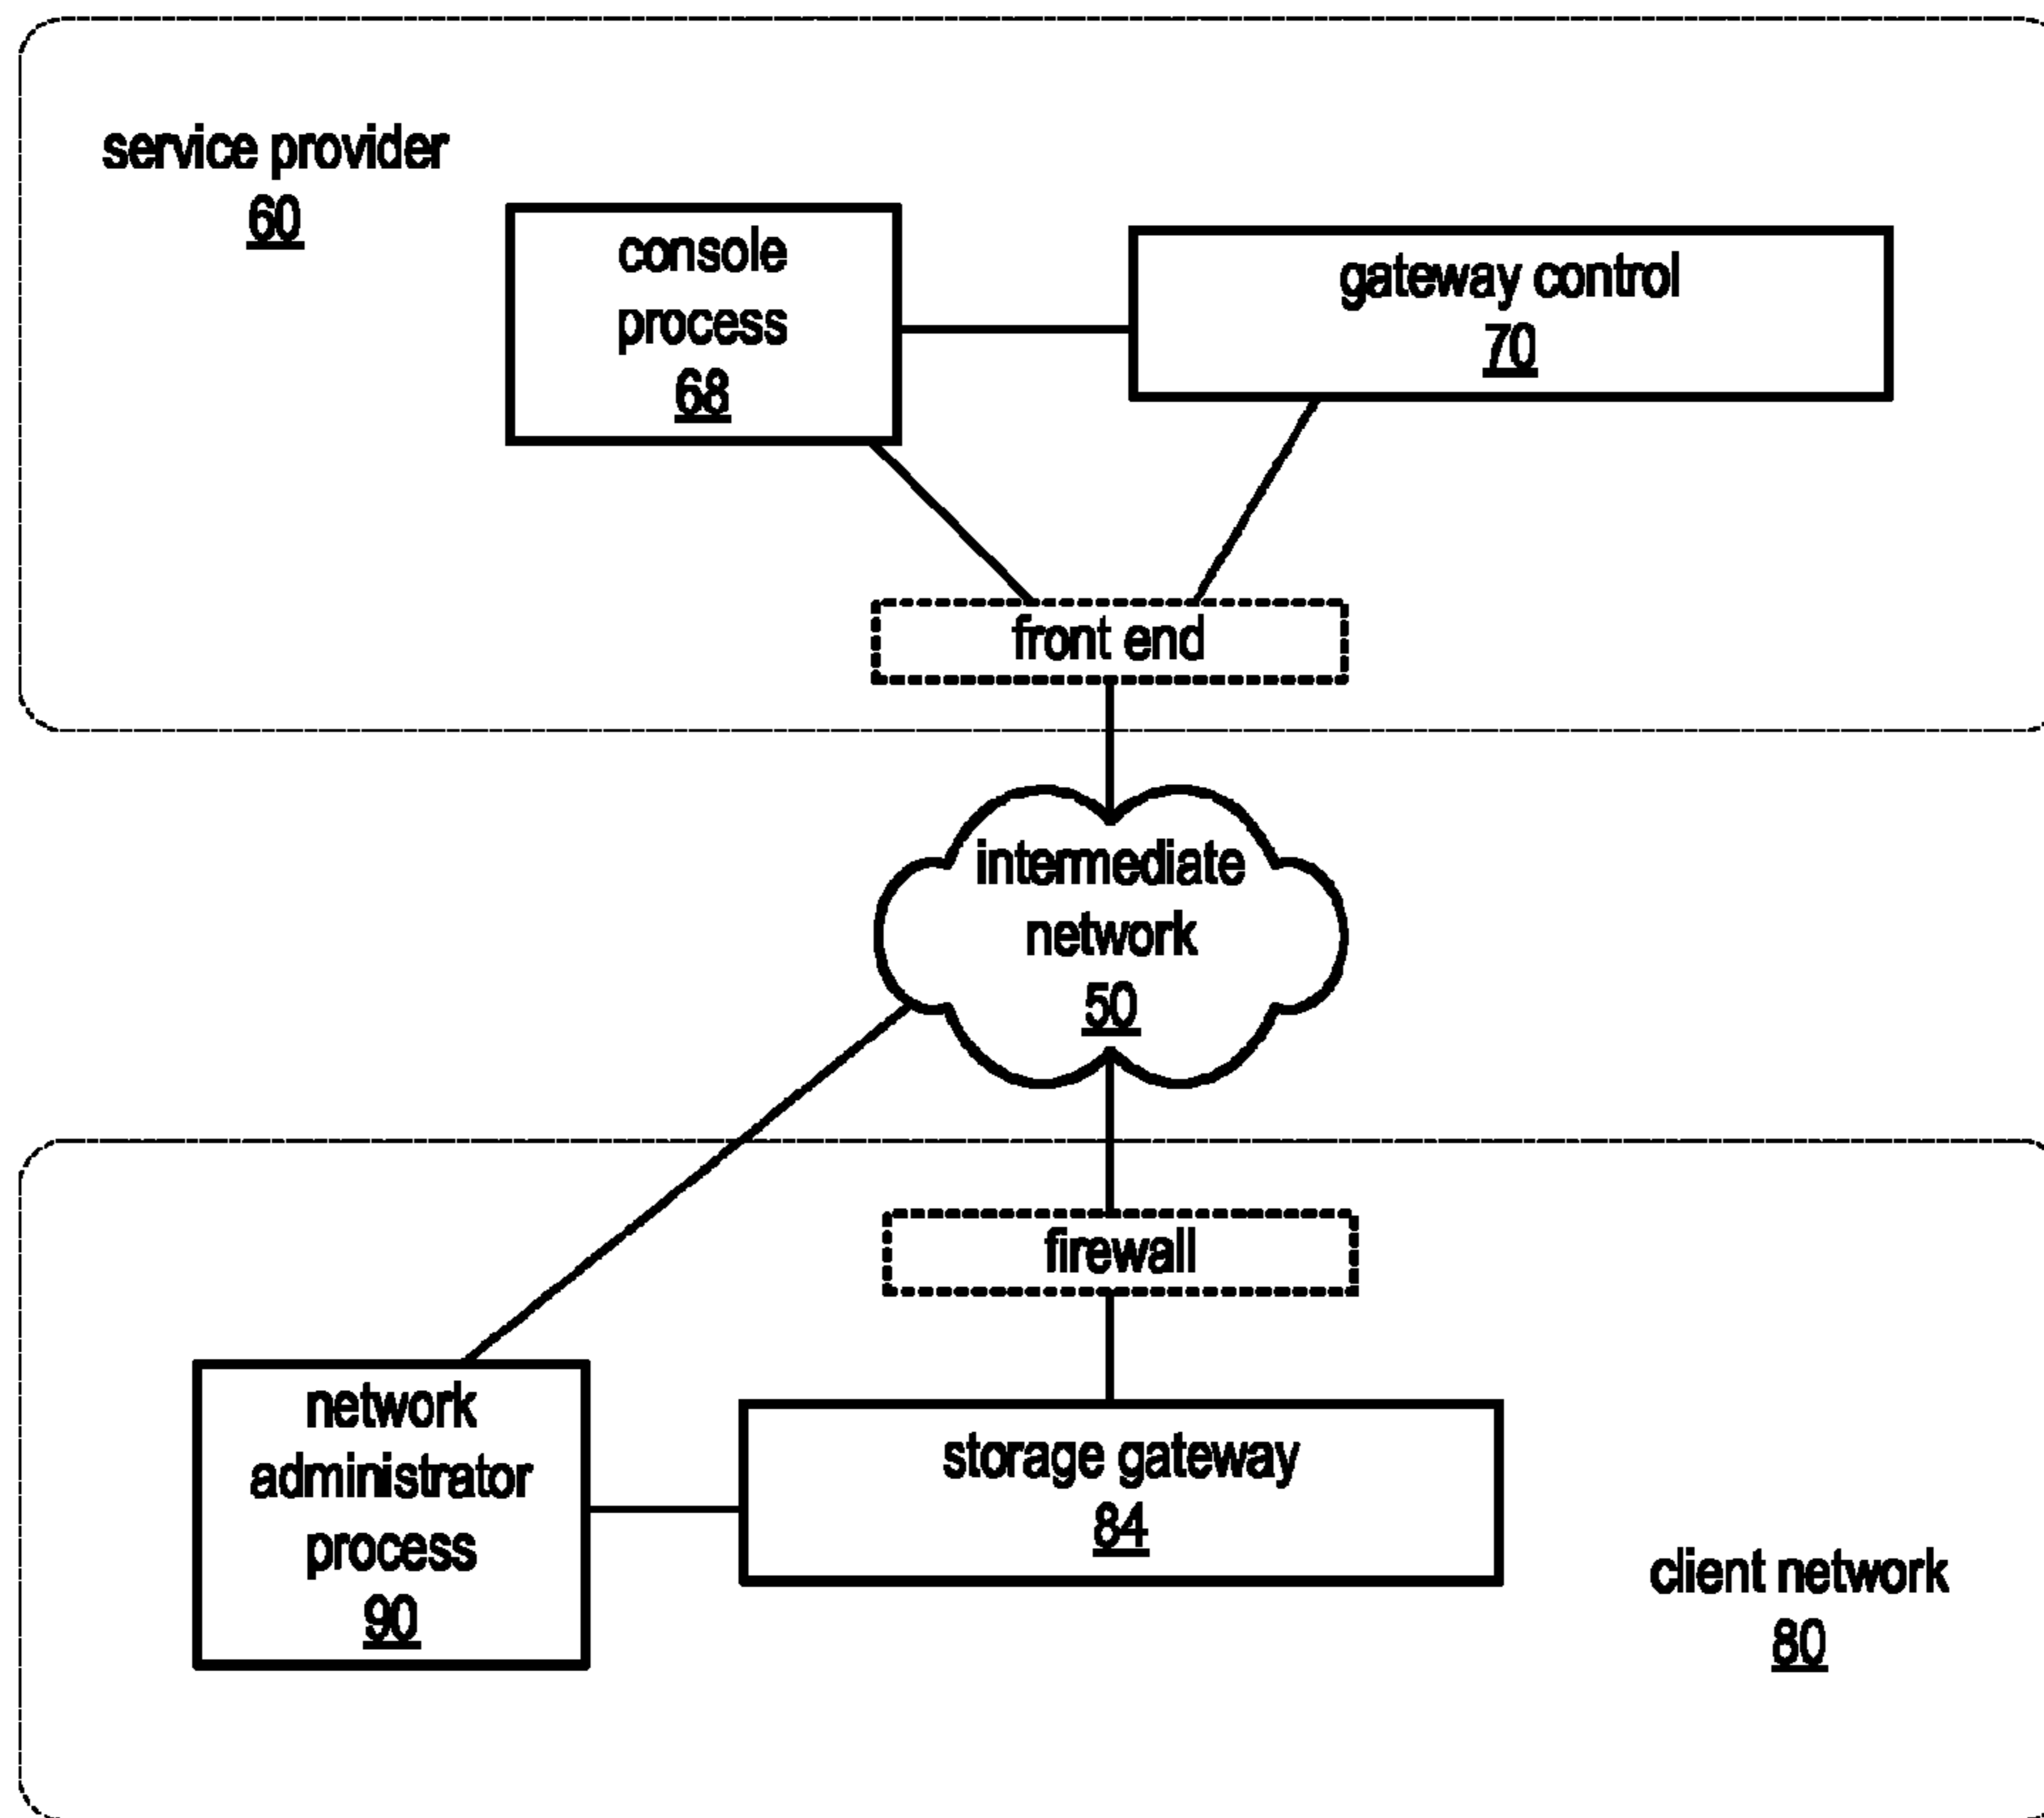 service provider
60
console
process
68
gateway control
70
front end
intermediate
network
50
firewall
network
administrator
process
90
storage gateway
84
client network
80